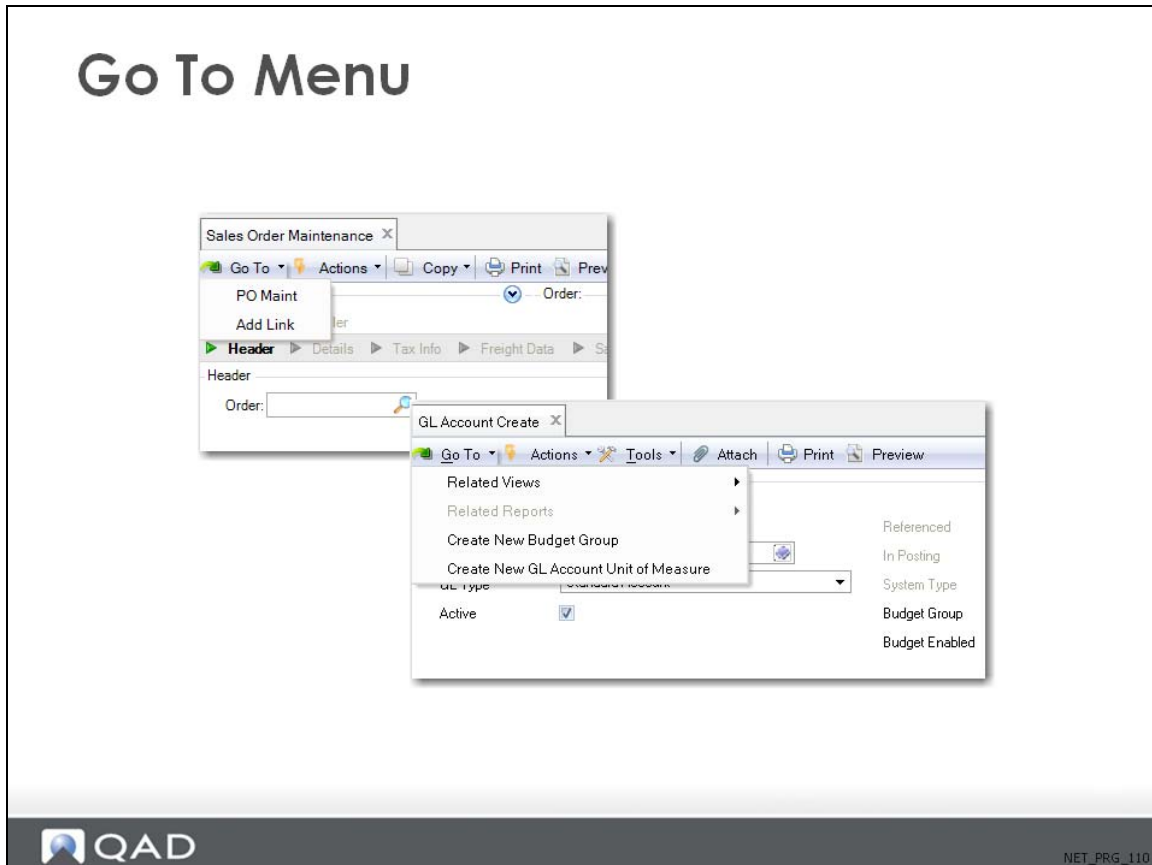 Go To Menu
Sales Order Maintenance
Go To Actions Copy Print Prev
PO Maint Order:
Add Link
Header Details Tax Info Freight Data
Header
Order:
GL Account Create
Go To Actions Tools Attach Print Preview
Related Views
Related Reports Referenced
Create New Budget Group In Posting
Create New GL Account Unit of Measure
GL Type System Type
Active Budget Group
Budget Enabled
QAD
NET_PRG_110